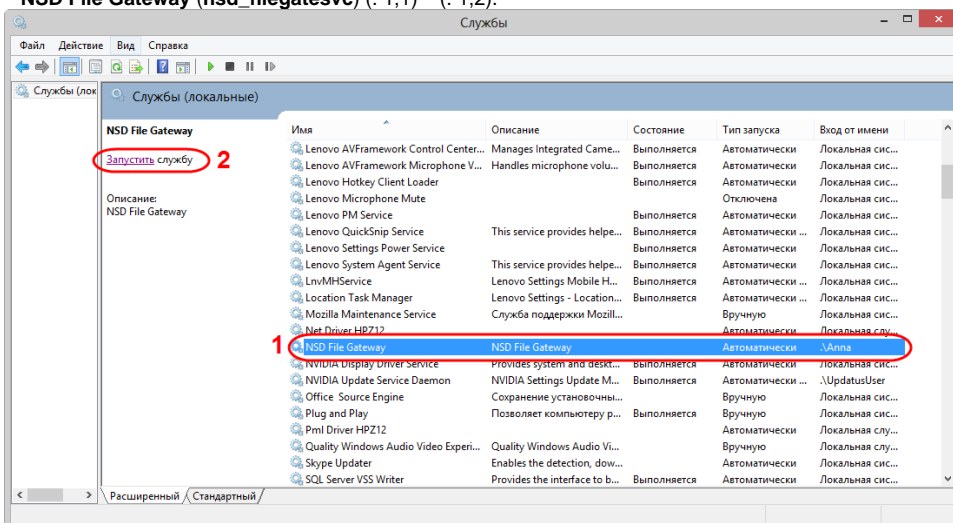 NSD File Gateway (nsd_filegatesvc) (. 1,1) (. 1,2).
Службы
Файл Действие Вид Справка
Службы (лок
Службы (локальные)
NSD File Gateway
Запустить службу
2
Описание:
NSD File Gateway
Имя Описание Состояние Тип запуска Вход от имени
Lenovo AVFramework Control Center... Manages Integrated Came... Выполняется Автоматически Локальная сис...
Lenovo AVFramework Microphone V... Handles microphone volu... Выполняется Автоматически Локальная сис...
Lenovo Hotkey Client Loader Выполняется Автоматически Локальная сис...
Lenovo Microphone Mute Отключена Локальная сис...
Lenovo PM Service Выполняется Автоматически Локальная сис...
Lenovo QuickSnip Service This service provides helpe... Выполняется Автоматически ... Локальная сис...
Lenovo Settings Power Service Выполняется Автоматически Локальная сис...
Lenovo System Agent Service This service provides helpe... Выполняется Автоматически Локальная сис...
LnvMHService Lenovo Settings Mobile H... Выполняется Автоматически ... Локальная сис...
Location Task Manager Lenovo Settings - Location... Выполняется Автоматически ... Локальная сис...
Mozilla Maintenance Service Служба поддержки Mozill... Вручную Локальная сис...
Net Driver HPZ12 Автоматически Локальная слу...
1
NSD File Gateway NSD File Gateway Автоматически .\Anna
NVIDIA Display Driver Service Provides system and deskt... Выполняется Автоматически Локальная сис...
NVIDIA Update Service Daemon NVIDIA Settings Update M... Выполняется Автоматически ... .\UpdatusUser
Office Source Engine Сохранение установочны... Вручную Локальная сис...
Plug and Play Позволяет компьютеру р... Выполняется Вручную Локальная сис...
Pml Driver HPZ12 Автоматически Локальная слу...
Quality Windows Audio Video Experi... Quality Windows Audio Vi... Вручную Локальная слу...
Skype Updater Enables the detection, dow... Автоматически Локальная сис...
SQL Server VSS Writer Provides the interface to b... Выполняется Автоматически Локальная сис...
Расширенный Стандартный